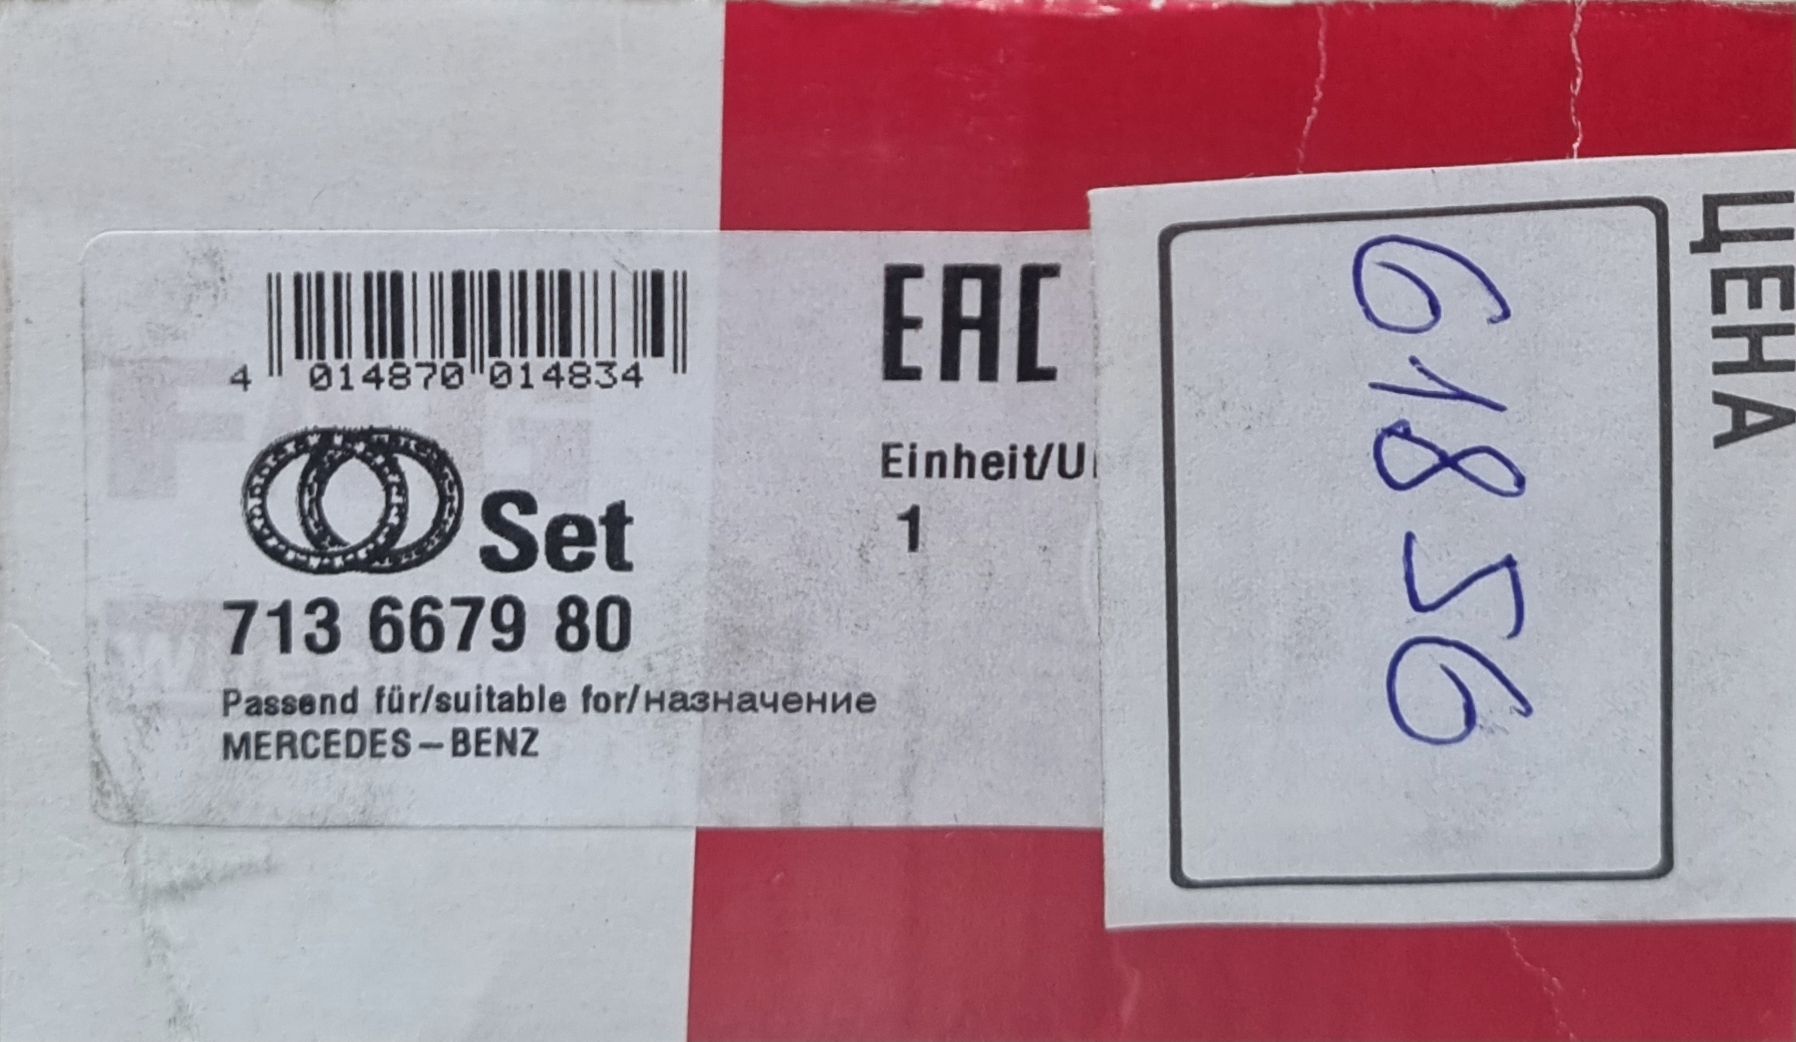 4 014870 014834
EAC
Einheit/U
1
Set
713 6679 80
Passend für/suitable for/назначение
MERCEDES-BENZ
ЦЕНА
61856